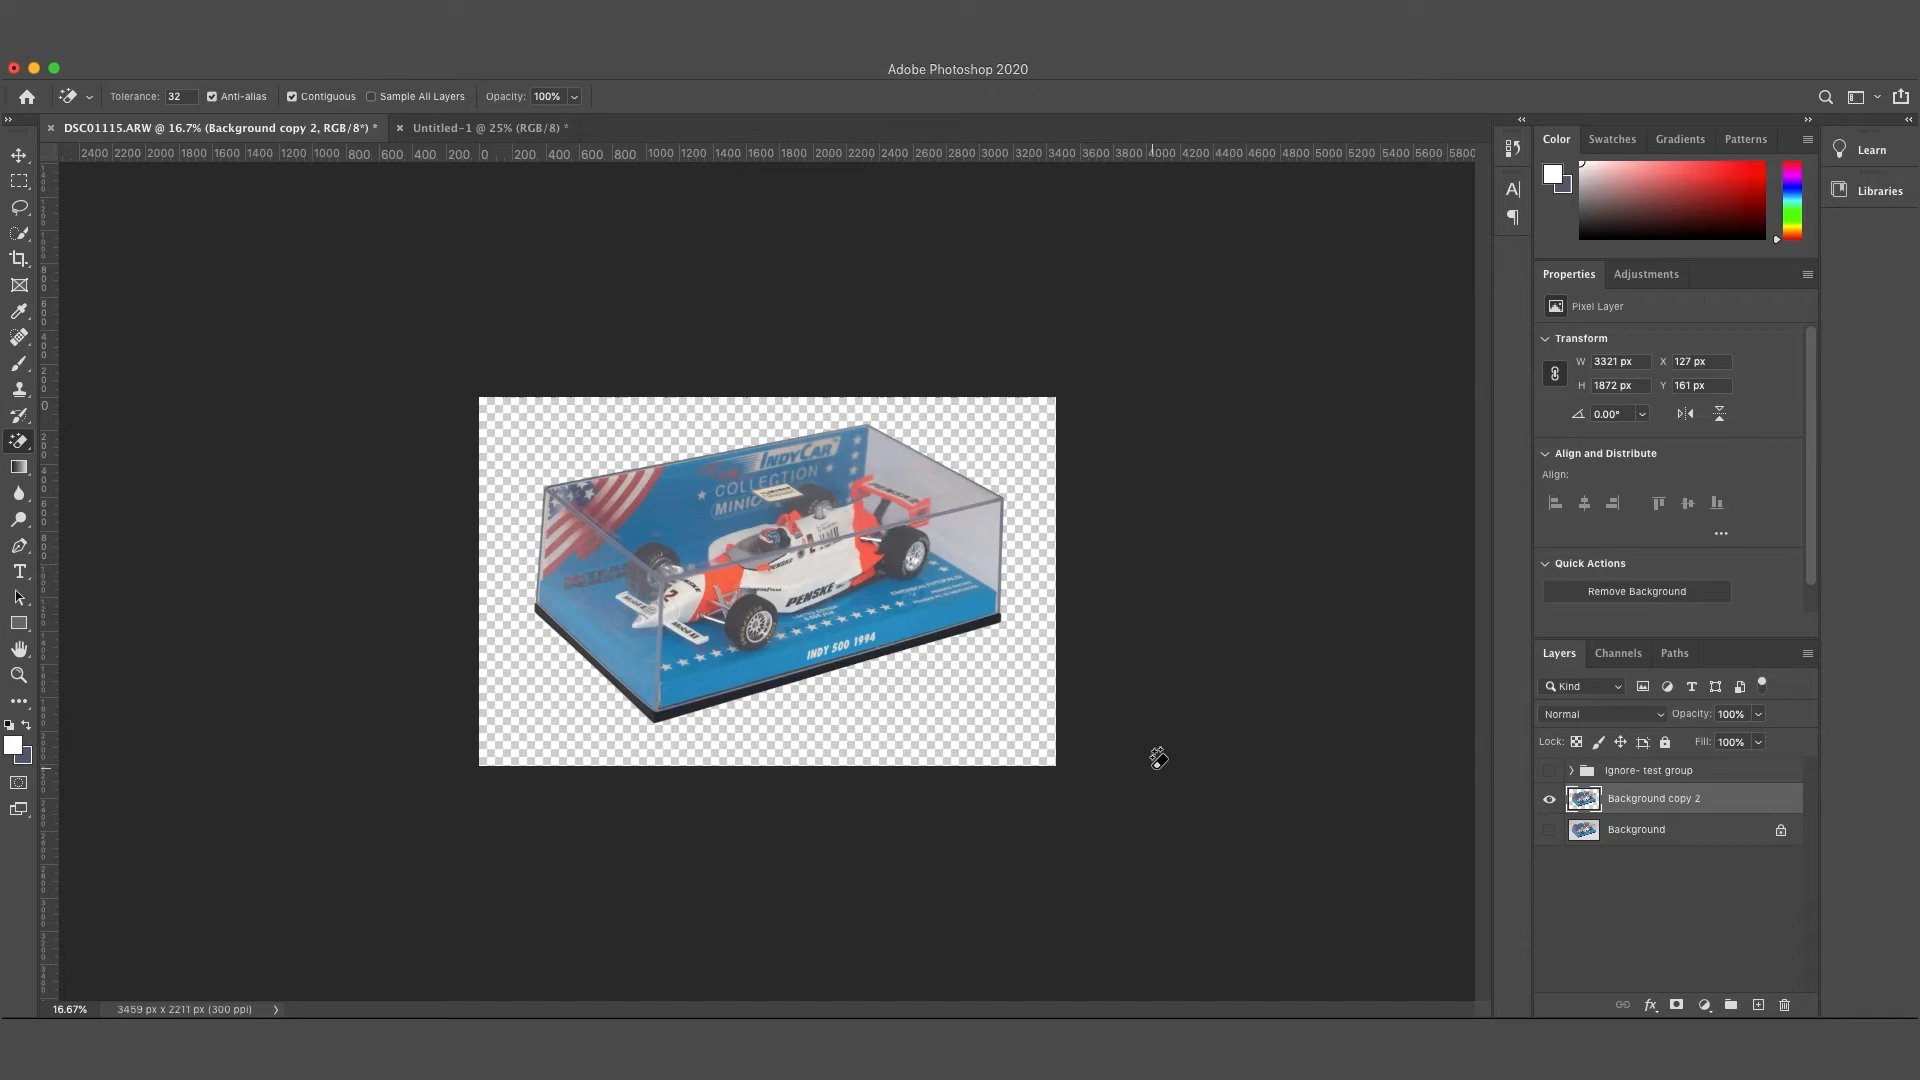 Adobe Photoshop 2020
Tolerance: 32 Anti-alias Contiguous Sample All Layers Opacity: 100%
DSC01115.ARW @ 16.7% (Background copy 2, RGB/8*) * Untitled-1 @ 25% (RGB/8) *
2400 2200 2000 1800 1600 1400 1200 1000 800 600 400 200 0 200 400 600 800 1000 1200 1400 1600 1800 2000 2200 2400 2600 2800 3000 3200 3400 3600 3800 4000 4200 4400 4600 4800 5000 5200 5400 5600 5800
Color Swatches Gradients Patterns
Learn
Libraries
Properties Adjustments
Pixel Layer
Transform
W 3321 px X 127 px
H 1872 px Y 161 px
0.00°
Align and Distribute
Align:
Quick Actions
Remove Background
INDYCAR
COLLECTION
MINIC
PENSKE
INDY 500 1994
Layers Channels Paths
Kind
Normal Opacity: 100%
Lock: Fill: 100%
Ignore- test group
Background copy 2
Background
16.67% 3459 px x 2211 px (300 ppi)